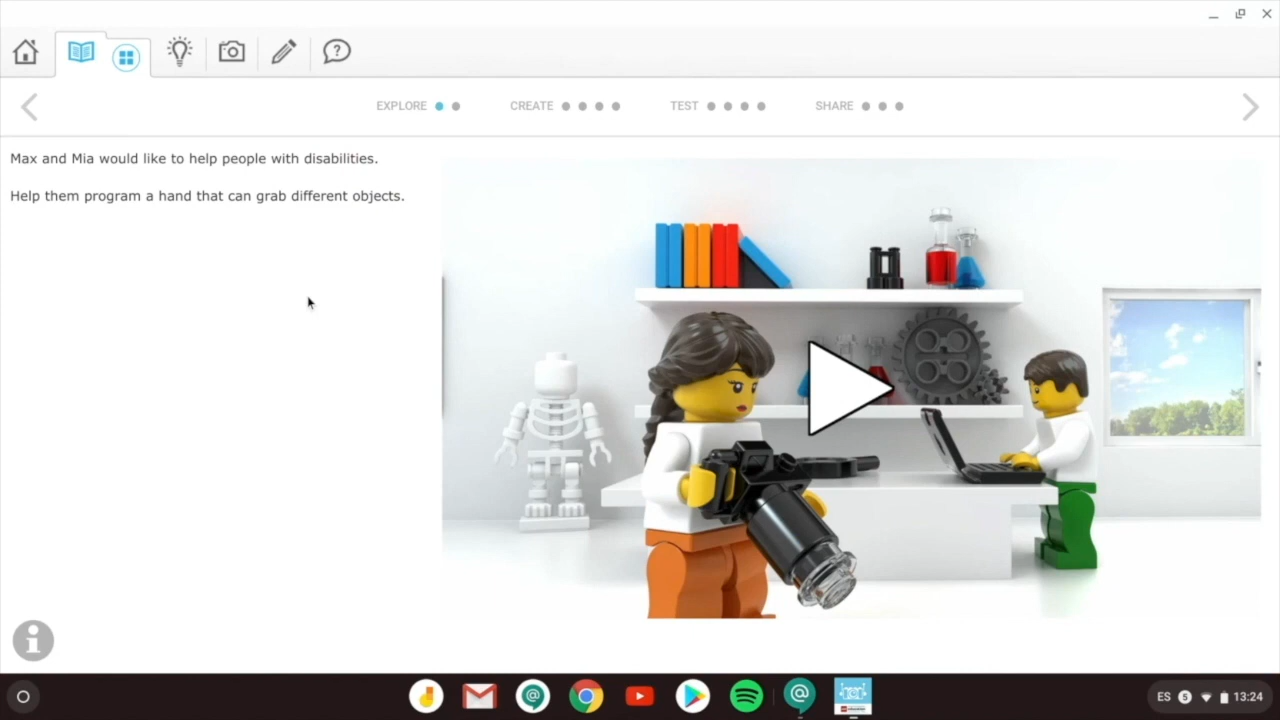 EXPLORE CREATE TEST SHARE
Max and Mia would like to help people with disabilities.
Help them program a hand that can grab different objects.
ES 5 13:24